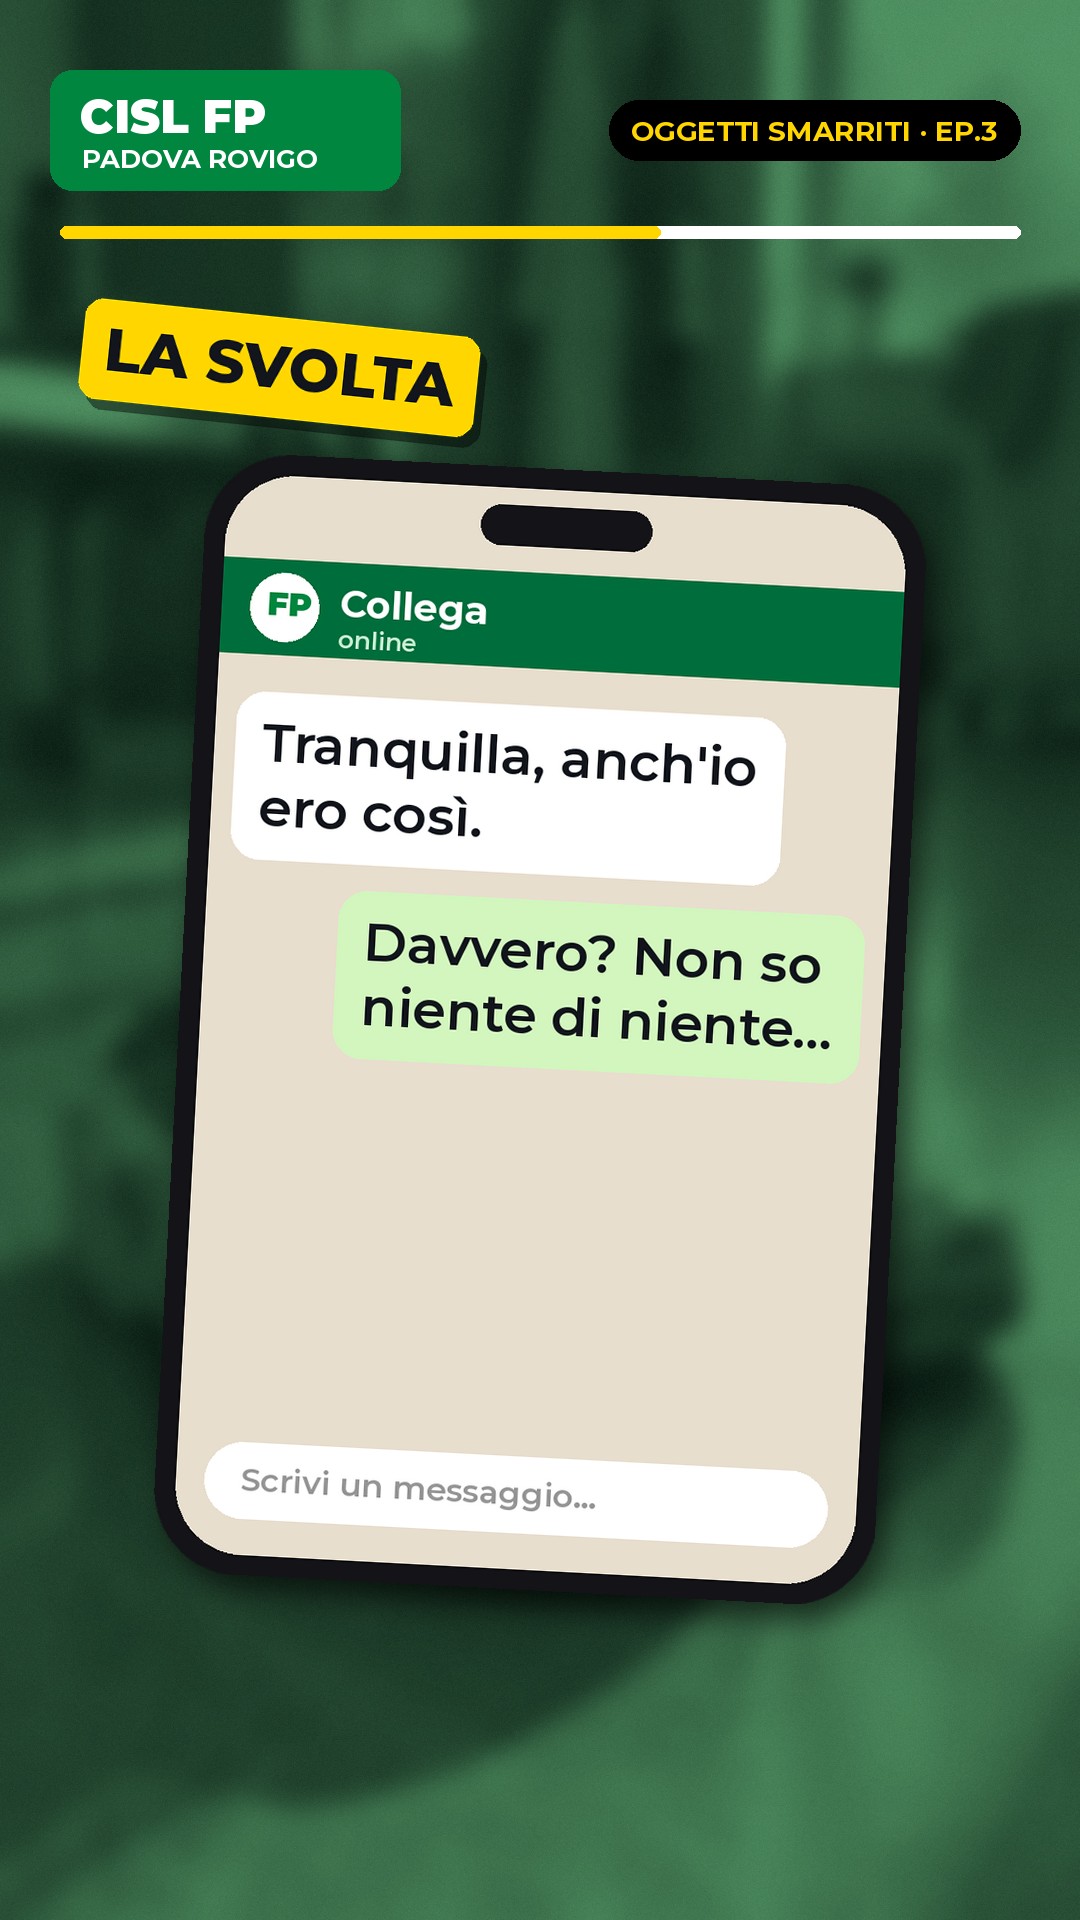 CISL FP
PADOVA ROVIGO
OGGETTI SMARRITI · EP.3
LA SVOLTA
FP
Collega
online
Tranquilla, anch'io
ero così.
Davvero? Non so
niente di niente...
Scrivi un messaggio...